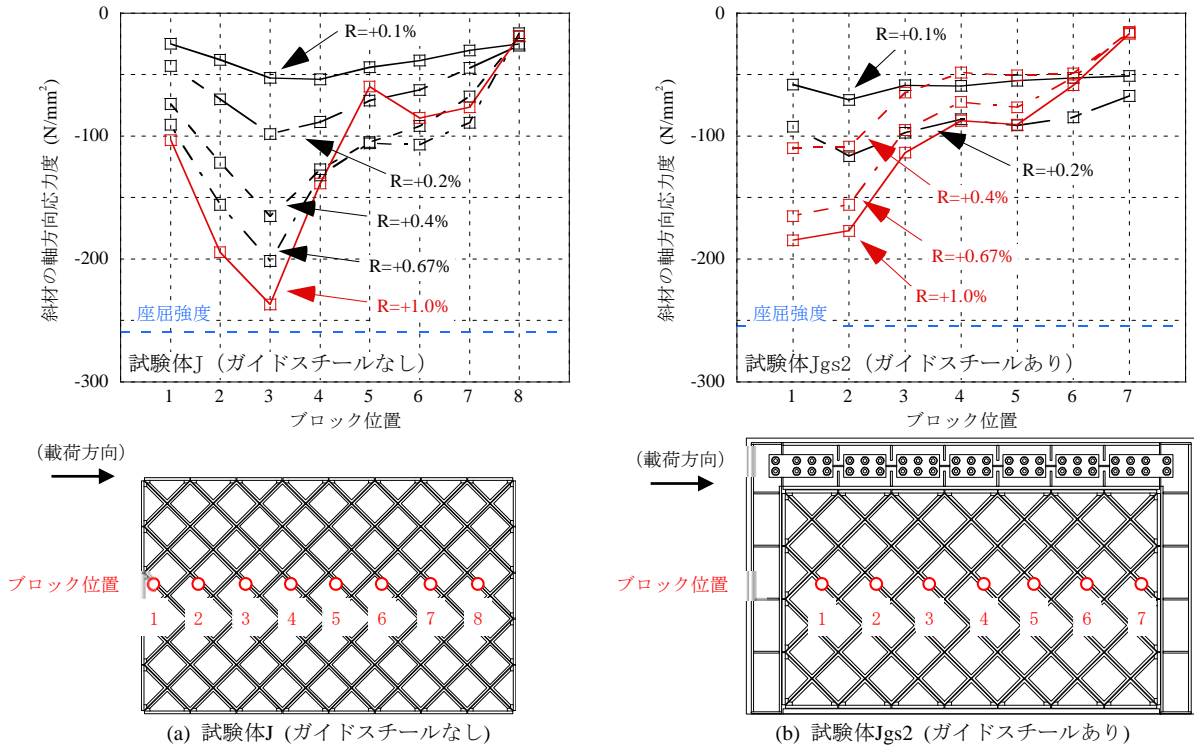 斜材の軸方向応力度 (N/mm²)
0
-100
-200
-300
R=+0.1%
R=+0.2%
R=+0.4%
R=+0.67%
R=+1.0%
座屈強度
試験体J（ガイドスチールなし）
1 2 3 4 5 6 7 8
ブロック位置
斜材の軸方向応力度 (N/mm²)
0
-100
-200
-300
R=+0.1%
R=+0.2%
R=+0.4%
R=+0.67%
R=+1.0%
座屈強度
試験体Jgs2（ガイドスチールあり）
1 2 3 4 5 6 7
ブロック位置
(載荷方向)
ブロック位置
1 2 3 4 5 6 7 8
(a) 試験体J (ガイドスチールなし)
(載荷方向)
ブロック位置
1 2 3 4 5 6 7
(b) 試験体Jgs2 (ガイドスチールあり)